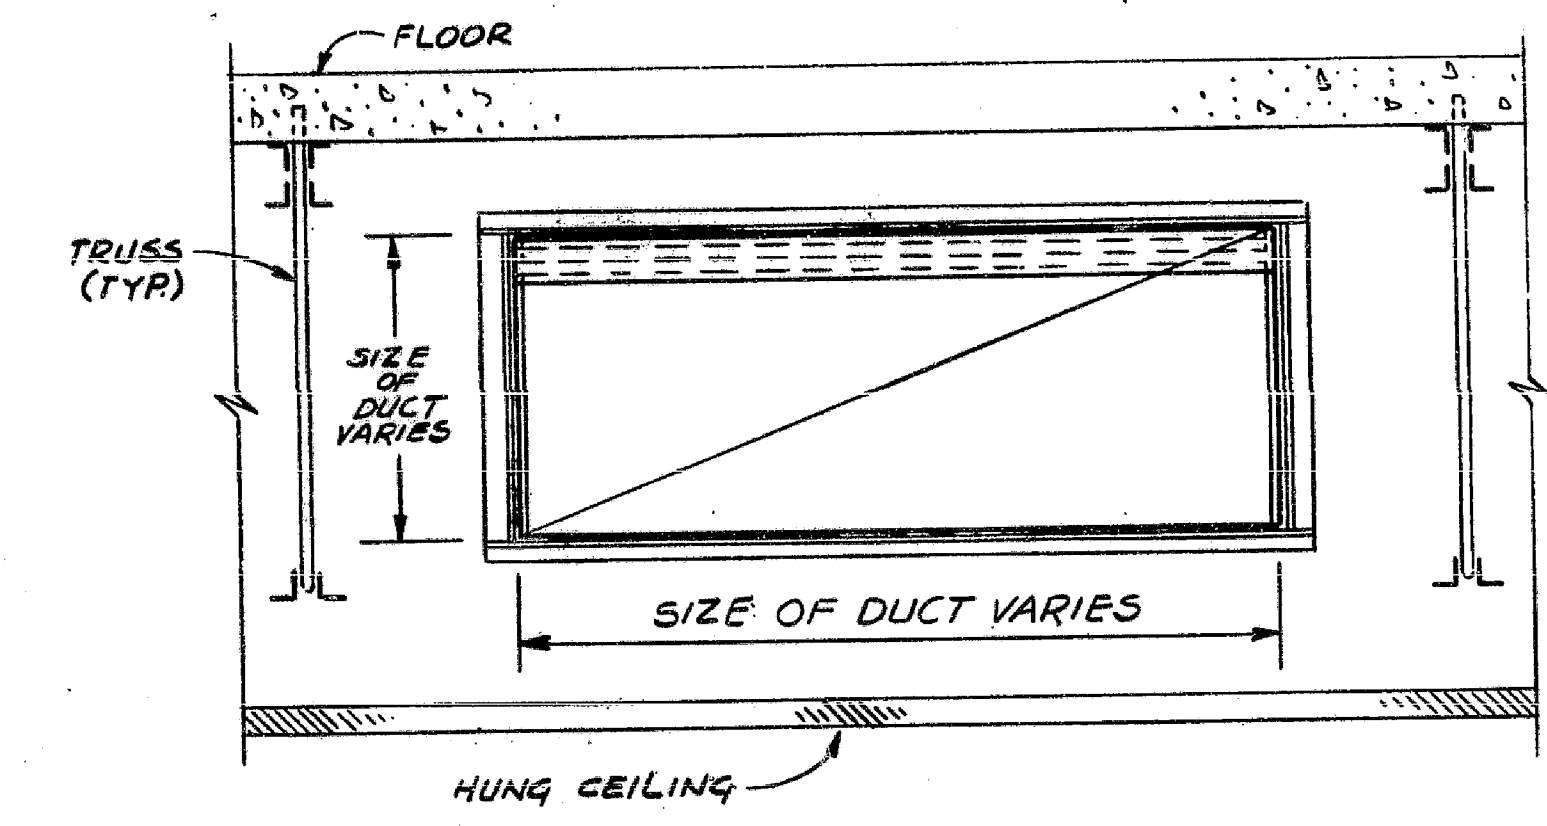 FLOOR
TRUSS
(TYP.)
SIZE
OF
DUCT
VARIES
SIZE OF DUCT VARIES
HUNG CEILING